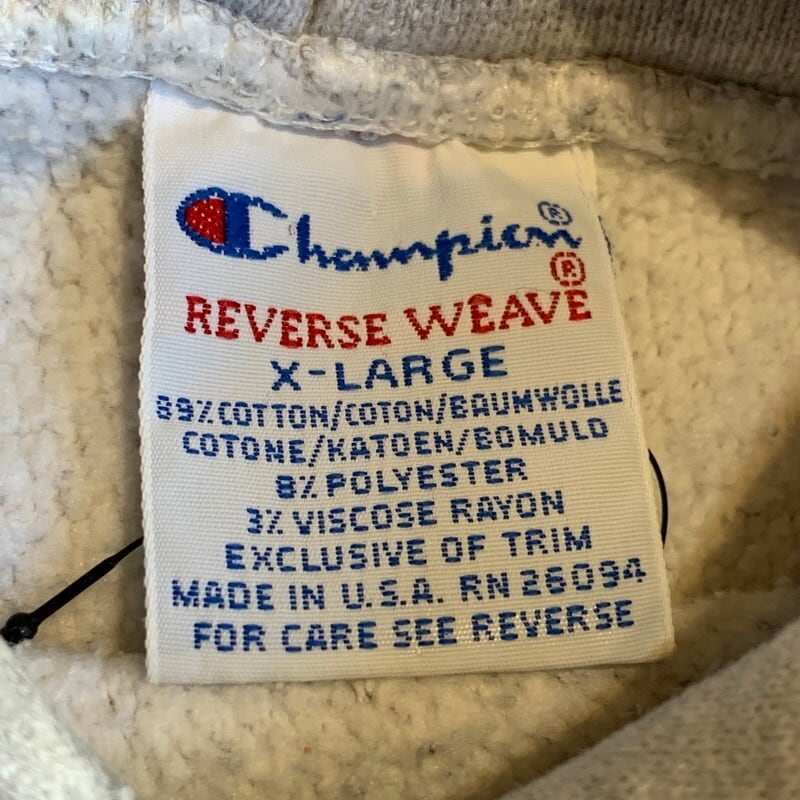 Champion®
REVERSE WEAVE®
X-LARGE
89% COTTON/COTON/BAUMWOLLE
COTONE/KATOEN/BOMULD
8% POLYESTER
3% VISCOSE RAYON
EXCLUSIVE OF TRIM
MADE IN U.S.A. RN 26094
FOR CARE SEE REVERSE